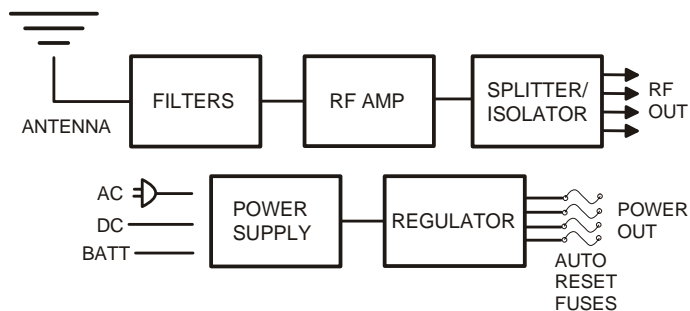 ANTENNA
FILTERS
RF AMP
SPLITTER/
ISOLATOR
RF
OUT
AC
DC
BATT
POWER
SUPPLY
REGULATOR
POWER
OUT
AUTO
RESET
FUSES